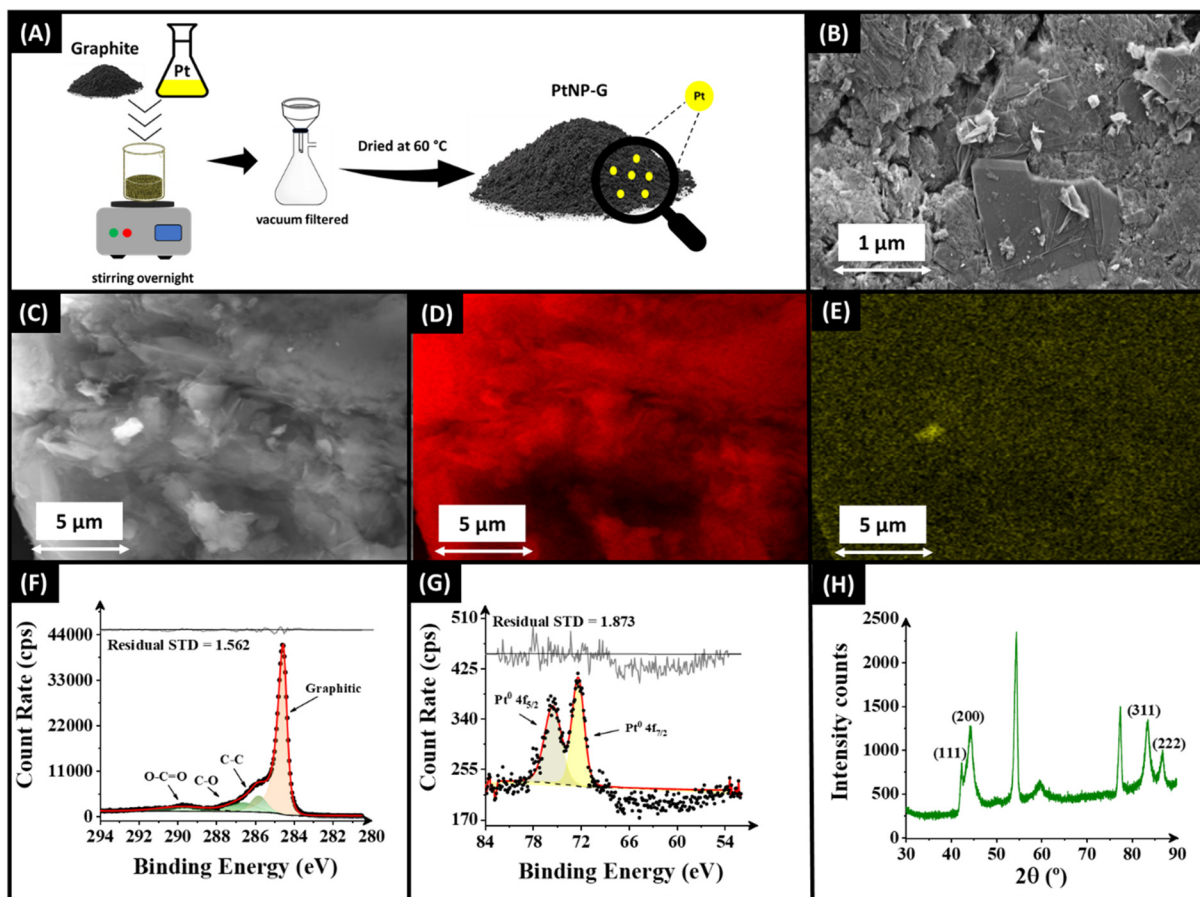 (A)
Graphite
Pt
stirring overnight
vacuum filtered
Dried at 60 °C
PtNP-G
Pt
(B)
1 µm
(C)
5 µm
(D)
5 µm
(E)
5 µm
(F)
Count Rate (cps)
44000
33000
22000
11000
0
Residual STD = 1.562
Graphitic
C-C
C-O
O-C=O
294 292 290 288 286 284 282 280
Binding Energy (eV)
(G)
Count Rate (cps)
510
425
340
255
170
Residual STD = 1.873
Pt⁰ 4f₅/₂
Pt⁰ 4f₇/₂
84 78 72 66 60 54
Binding Energy (eV)
(H)
Intensity counts
2500
2000
1500
1000
500
0
(111)
(200)
(311)
(222)
30 40 50 60 70 80 90
2θ (º)